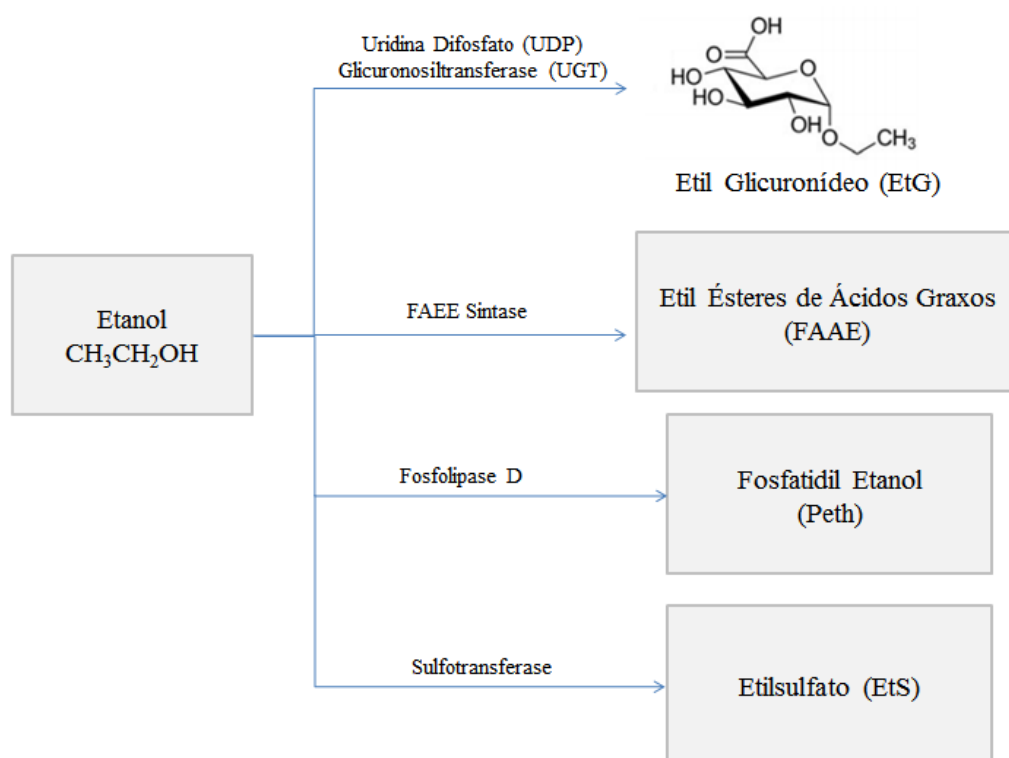 Uridina Difosfato (UDP)
Glicuronosiltransferase (UGT)
OH
O
O
HO
HO
OH
O
CH₃
Etil Glicuronídeo (EtG)
Etanol
CH₃CH₂OH
FAEE Sintase
Etil Ésteres de Ácidos Graxos
(FAAE)
Fosfolipase D
Fosfatidil Etanol
(Peth)
Sulfotransferase
Etilsulfato (EtS)